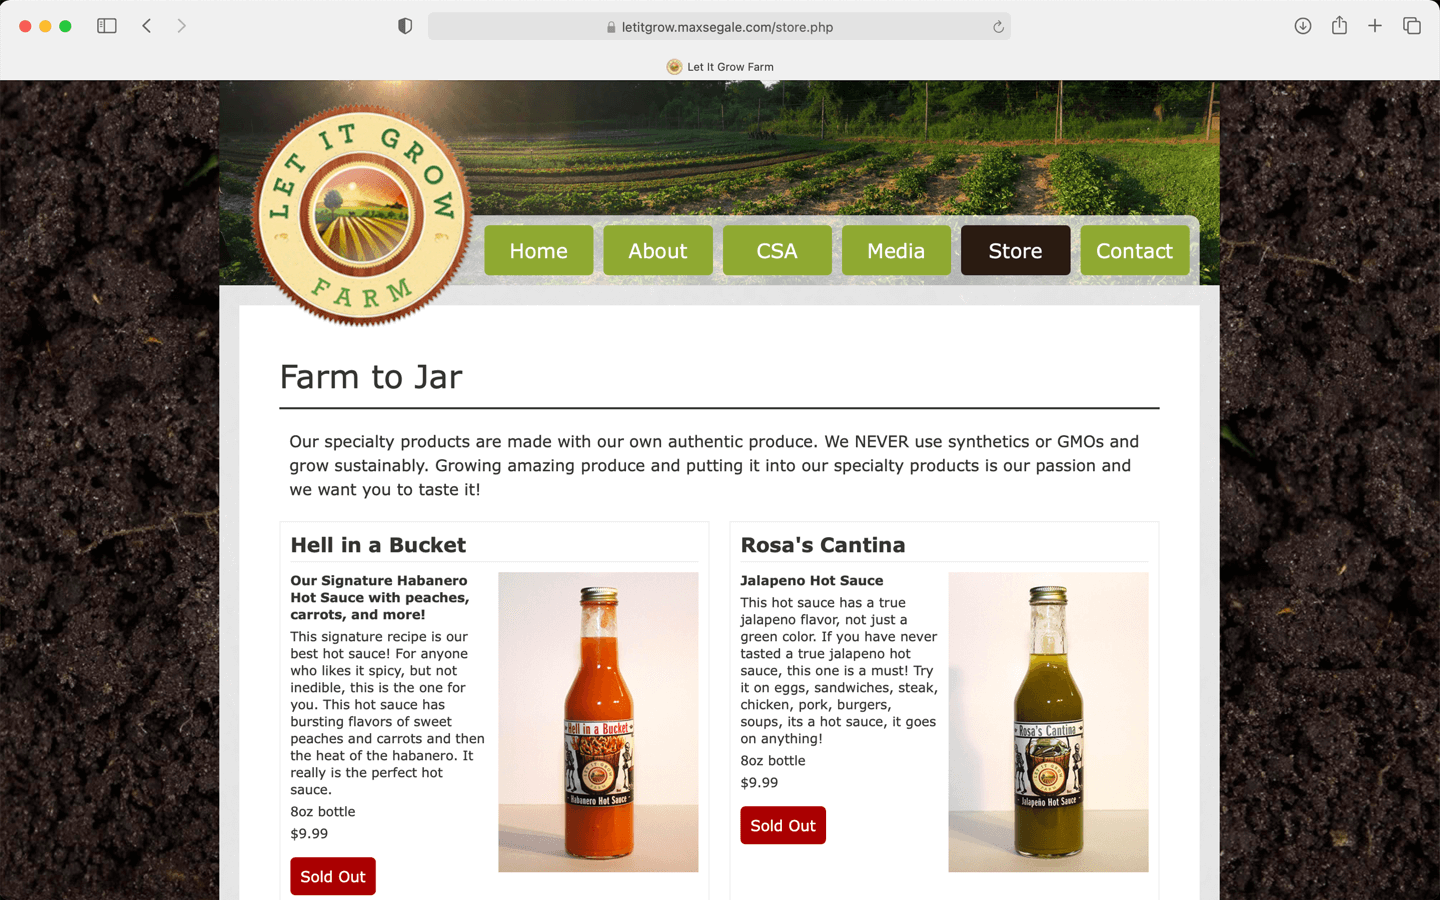 letitgrow.maxsegale.com/store.php
Let It Grow Farm
LET IT GROW
FARM
Home
About
CSA
Media
Store
Contact
Farm to Jar
Our specialty products are made with our own authentic produce. We NEVER use synthetics or GMOs and
grow sustainably. Growing amazing produce and putting it into our specialty products is our passion and
we want you to taste it!
Hell in a Bucket
Our Signature Habanero
Hot Sauce with peaches,
carrots, and more!
This signature recipe is our
best hot sauce! For anyone
who likes it spicy, but not
inedible, this is the one for
you. This hot sauce has
bursting flavors of sweet
peaches and carrots and then
the heat of the habanero. It
really is the perfect hot
sauce.
8oz bottle
$9.99
Sold Out
Hell in a Bucket
LET IT GROW
FARM
Habanero Hot Sauce
Rosa's Cantina
Jalapeno Hot Sauce
This hot sauce has a true
jalapeno flavor, not just a
green color. If you have never
tasted a true jalapeno hot
sauce, this one is a must! Try
it on eggs, sandwiches, steak,
chicken, pork, burgers,
soups, its a hot sauce, it goes
on anything!
8oz bottle
$9.99
Sold Out
Rosa's Cantina
LET IT GROW
FARM
Jalapeño Hot Sauce